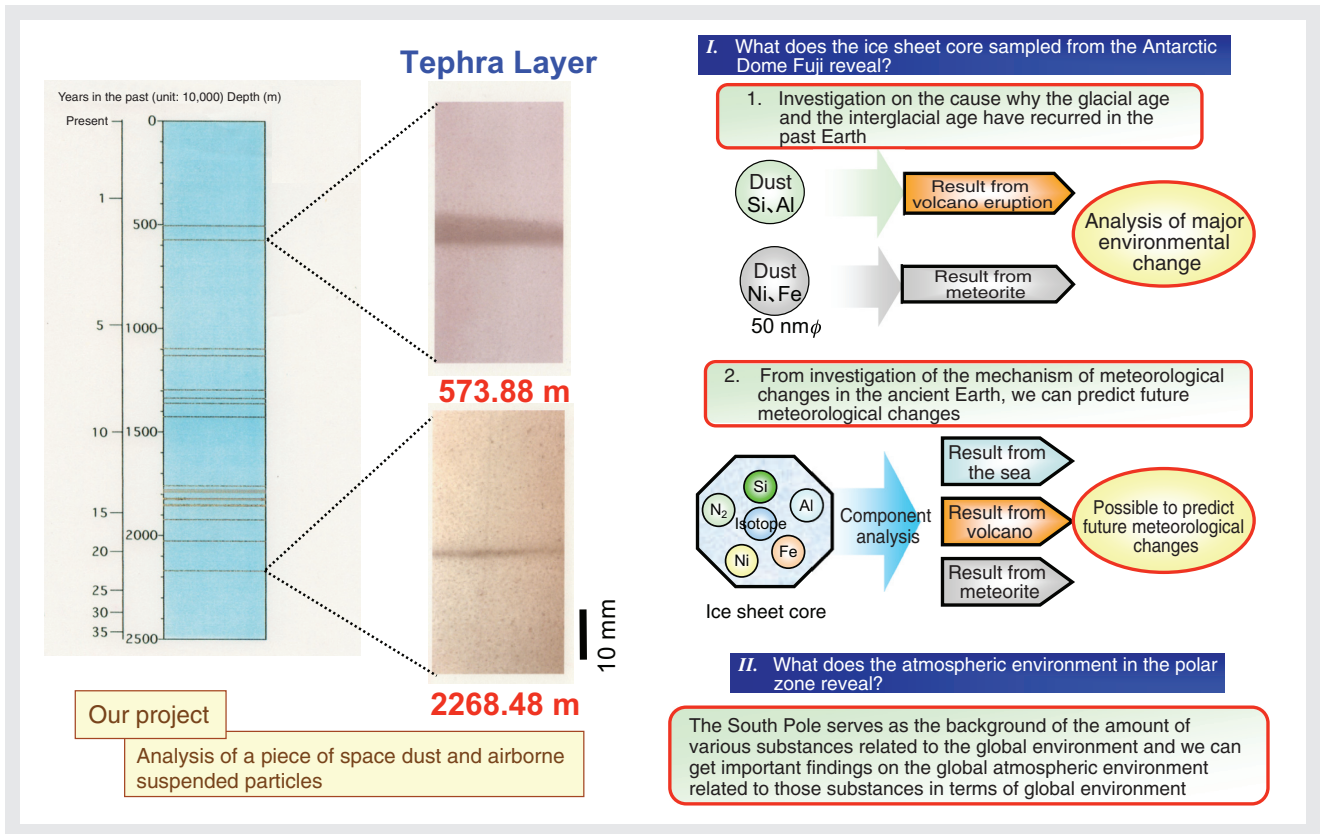 Tephra Layer
Years in the past (unit: 10,000) Depth (m)
Present
0
1
500
5
1000
10
1500
15
2000
20
25
30
35
2500
573.88 m
2268.48 m
10 mm
Our project
Analysis of a piece of space dust and airborne
suspended particles
I. What does the ice sheet core sampled from the Antarctic
Dome Fuji reveal?
1. Investigation on the cause why the glacial age
and the interglacial age have recurred in the
past Earth
Dust
Si、Al
Result from
volcano eruption
Dust
Ni、Fe
50 nmϕ
Result from
meteorite
Analysis of major
environmental
change
2. From investigation of the mechanism of meteorological
changes in the ancient Earth, we can predict future
meteorological changes
Si
N₂
Al
Isotope
Ni
Fe
Ice sheet core
Component
analysis
Result from
the sea
Result from
volcano
Result from
meteorite
Possible to predict
future meteorological
changes
II. What does the atmospheric environment in the polar
zone reveal?
The South Pole serves as the background of the amount of
various substances related to the global environment and we can
get important findings on the global atmospheric environment
related to those substances in terms of global environment